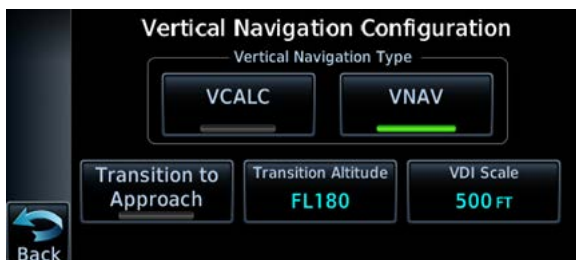 Vertical Navigation Configuration
Vertical Navigation Type
VCALC
VNAV
Transition to
Approach
Transition Altitude
FL180
VDI Scale
500 FT
Back